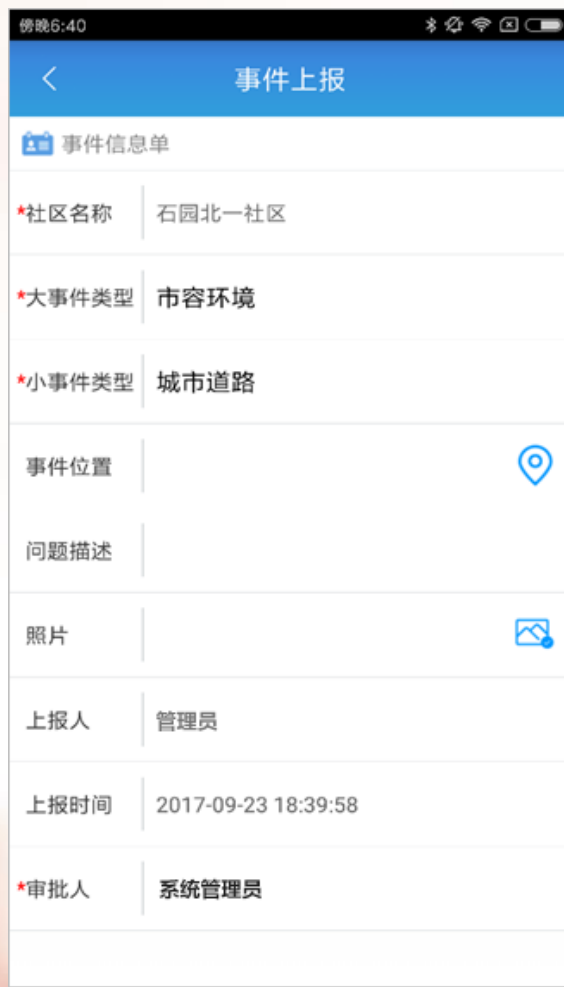 傍晚6:40
事件上报
事件信息单
*社区名称 石园北一社区
*大事件类型 市容环境
*小事件类型 城市道路
事件位置
问题描述
照片
上报人 管理员
上报时间 2017-09-23 18:39:58
*审批人 系统管理员